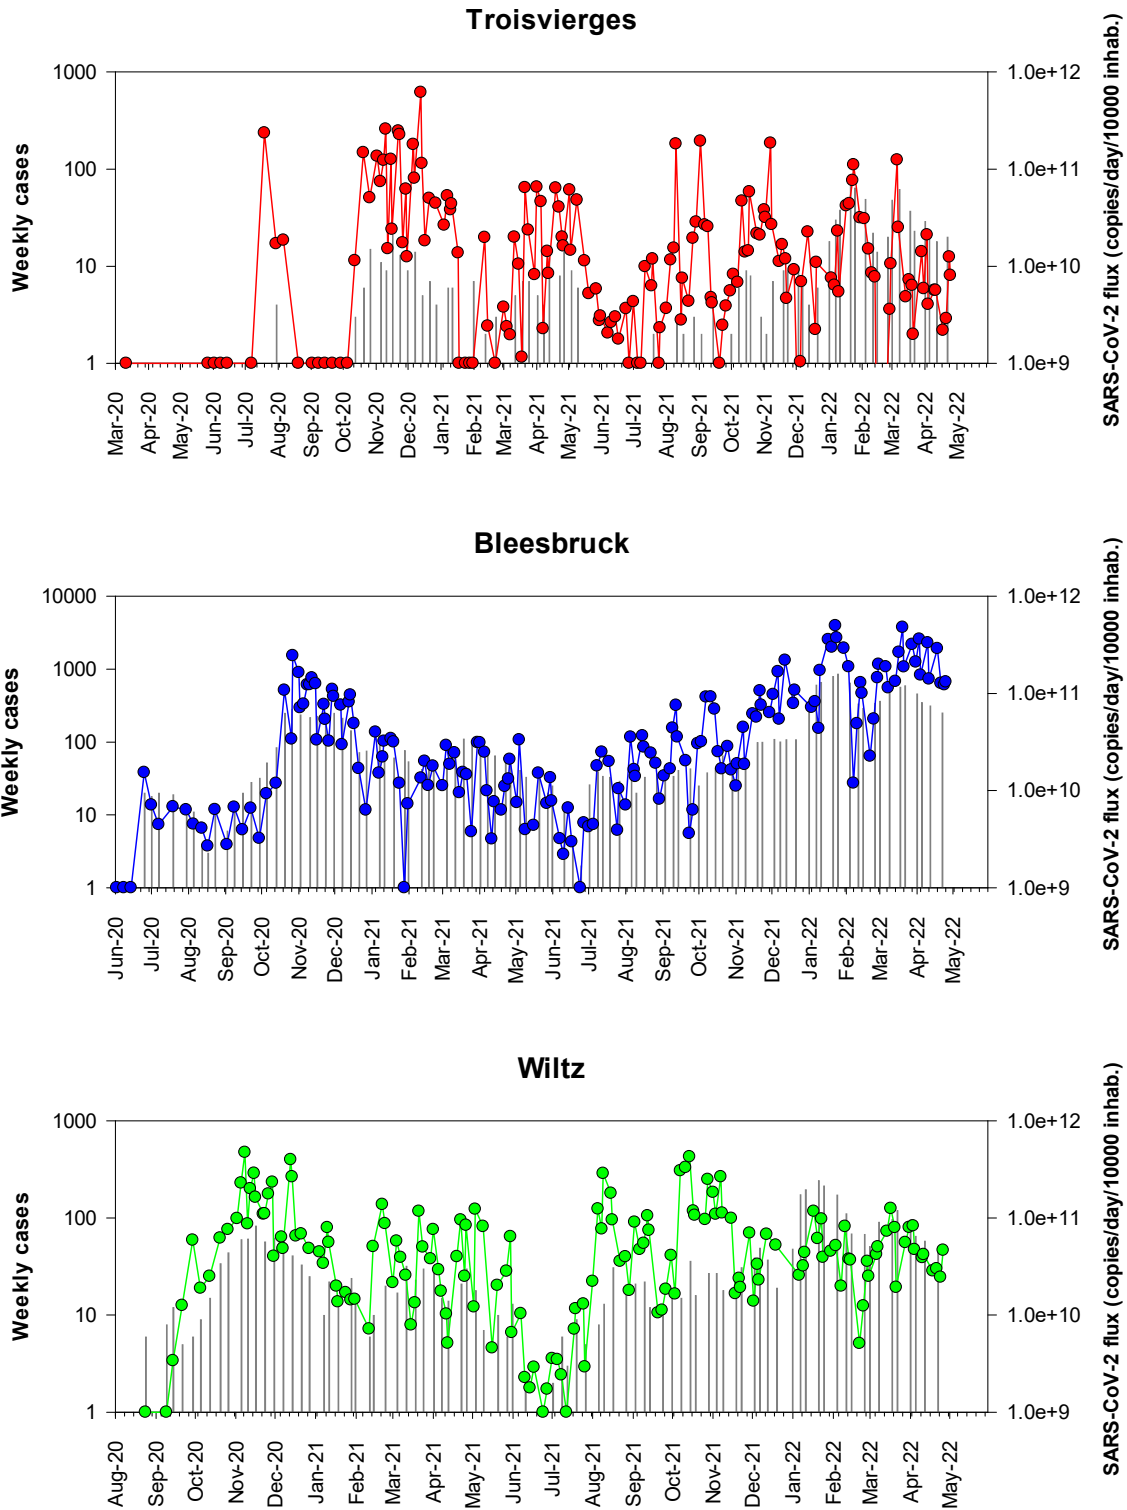 Troisvierges
Weekly cases
1000
100
10
1
1.0e+12
1.0e+11
1.0e+10
1.0e+9
SARS-CoV-2 flux (copies/day/10000 inhab.)
Mar-20 Apr-20 May-20 Jun-20 Jul-20 Aug-20 Sep-20 Oct-20 Nov-20 Dec-20 Jan-21 Feb-21 Mar-21 Apr-21 May-21 Jun-21 Jul-21 Aug-21 Sep-21 Oct-21 Nov-21 Dec-21 Jan-22 Feb-22 Mar-22 Apr-22 May-22
Bleesbruck
Weekly cases
10000
1000
100
10
1
1.0e+12
1.0e+11
1.0e+10
1.0e+9
SARS-CoV-2 flux (copies/day/10000 inhab.)
Jun-20 Jul-20 Aug-20 Sep-20 Oct-20 Nov-20 Dec-20 Jan-21 Feb-21 Mar-21 Apr-21 May-21 Jun-21 Jul-21 Aug-21 Sep-21 Oct-21 Nov-21 Dec-21 Jan-22 Feb-22 Mar-22 Apr-22 May-22
Wiltz
Weekly cases
1000
100
10
1
1.0e+12
1.0e+11
1.0e+10
1.0e+9
SARS-CoV-2 flux (copies/day/10000 inhab.)
Aug-20 Sep-20 Oct-20 Nov-20 Dec-20 Jan-21 Feb-21 Mar-21 Apr-21 May-21 Jun-21 Jul-21 Aug-21 Sep-21 Oct-21 Nov-21 Dec-21 Jan-22 Feb-22 Mar-22 Apr-22 May-22